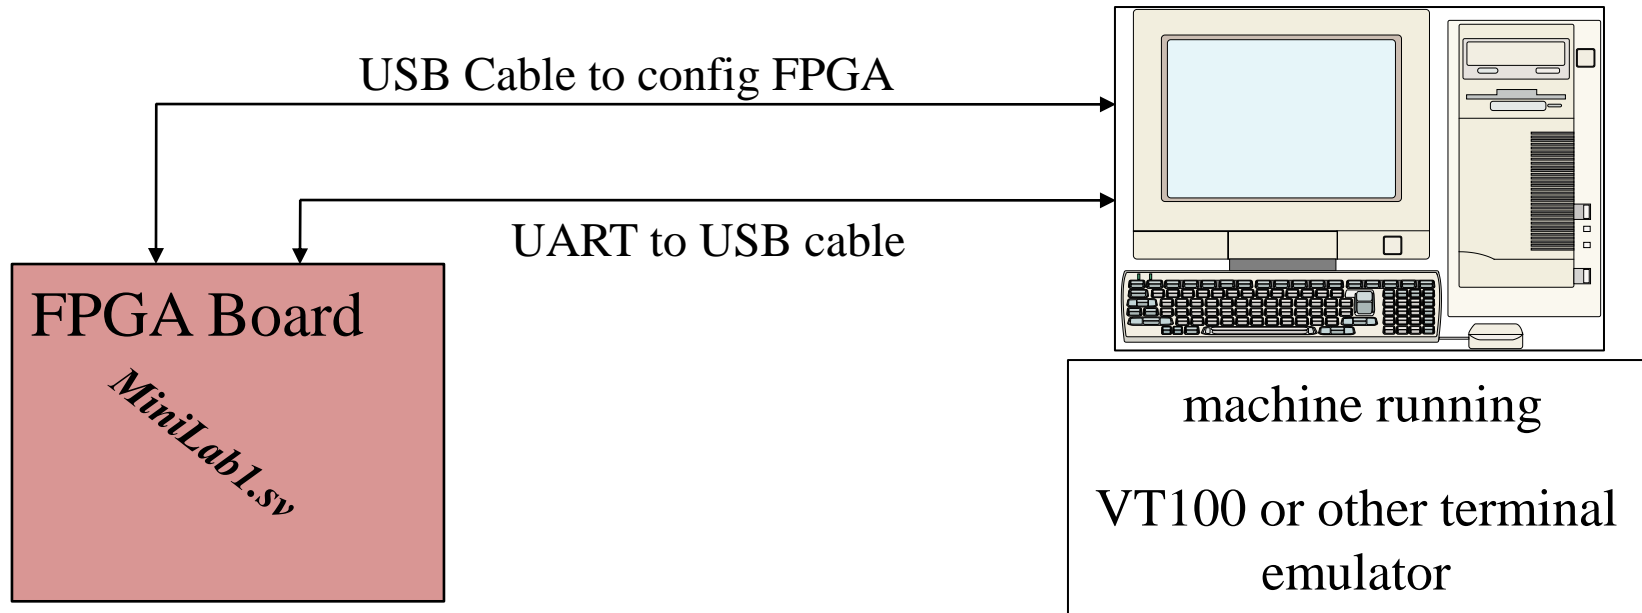 USB Cable to config FPGA
UART to USB cable
FPGA Board
MiniLab1.sv
machine running
VT100 or other terminal
emulator